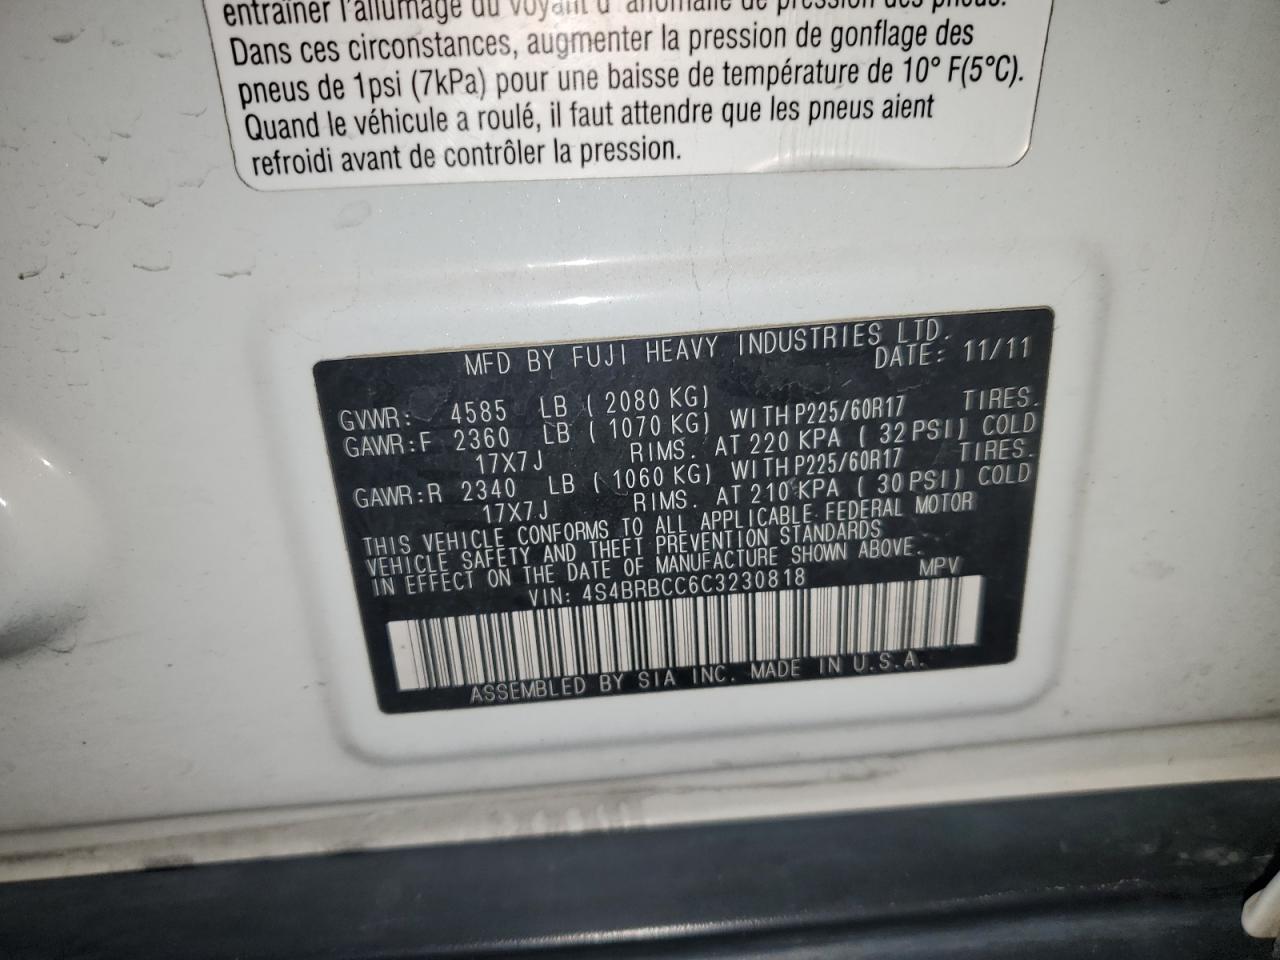 entraîner l'allumage du voyant d'anomalie de pression des pneus.
Dans ces circonstances, augmenter la pression de gonflage des
pneus de 1psi (7kPa) pour une baisse de température de 10° F(5°C).
Quand le véhicule a roulé, il faut attendre que les pneus aient
refroidi avant de contrôler la pression.
MFD BY FUJI HEAVY INDUSTRIES LTD.
DATE: 11/11
GVWR: 4585 LB ( 2080 KG)
GAWR:F 2360 LB ( 1070 KG) WITH P225/60R17 TIRES.
17X7J RIMS. AT 220 KPA ( 32 PSI) COLD
GAWR:R 2340 LB ( 1060 KG) WITH P225/60R17 TIRES.
17X7J RIMS. AT 210 KPA ( 30 PSI) COLD
THIS VEHICLE CONFORMS TO ALL APPLICABLE FEDERAL MOTOR
VEHICLE SAFETY AND THEFT PREVENTION STANDARDS
IN EFFECT ON THE DATE OF MANUFACTURE SHOWN ABOVE.
VIN: 4S4BRBCC6C3230818 MPV
ASSEMBLED BY SIA INC. MADE IN U.S.A.